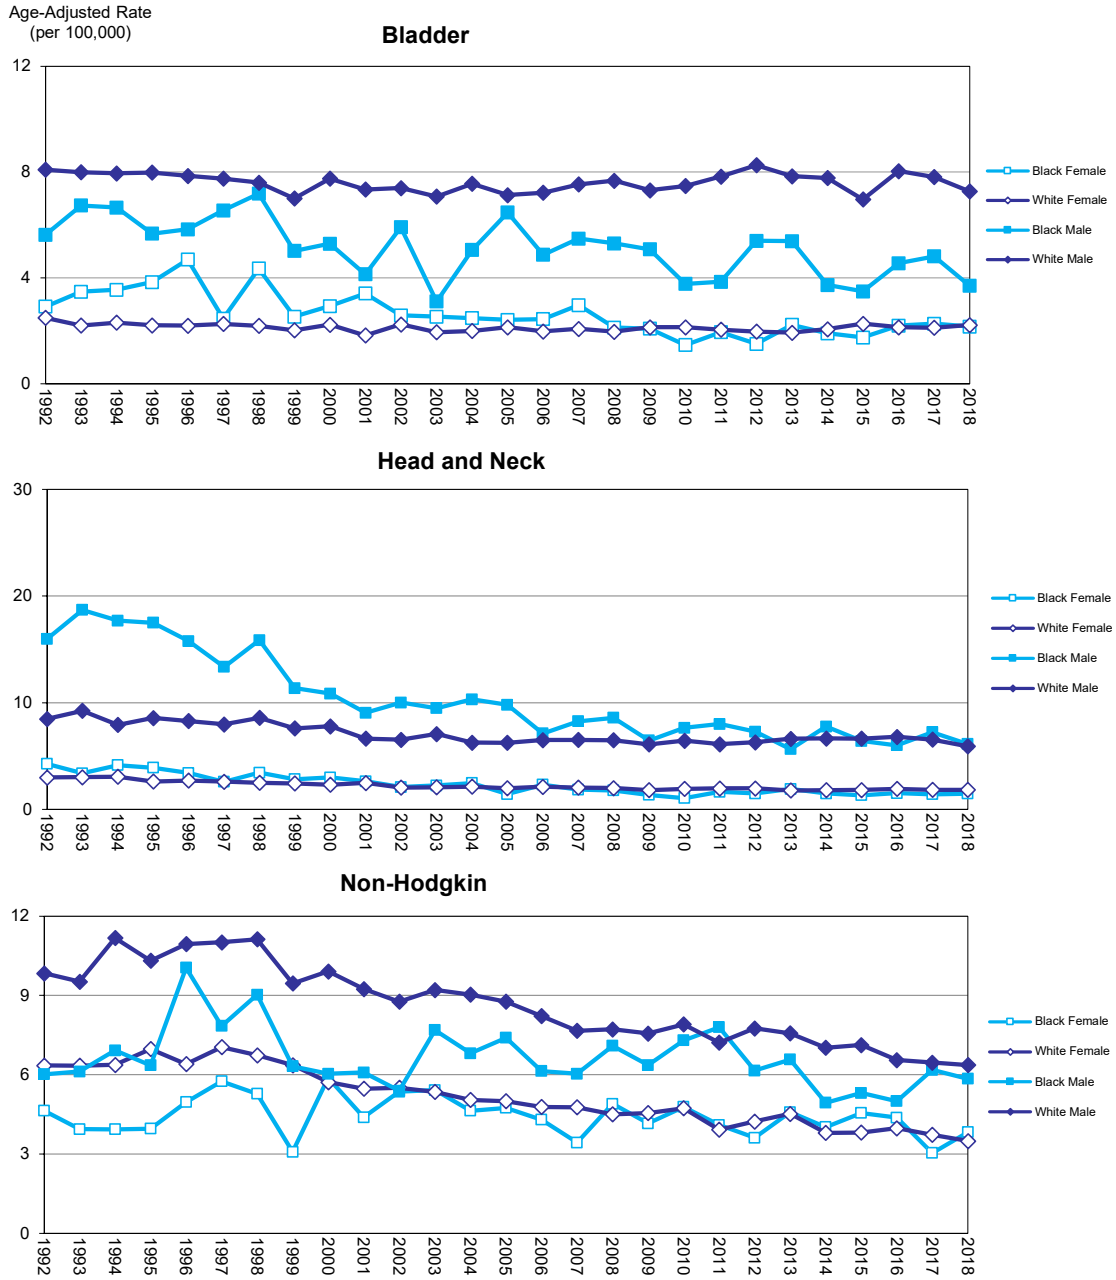 Age-Adjusted Rate
(per 100,000)
Bladder
12
8
4
0
1992 1993 1994 1995 1996 1997 1998 1999 2000 2001 2002 2003 2004 2005 2006 2007 2008 2009 2010 2011 2012 2013 2014 2015 2016 2017 2018
Black Female
White Female
Black Male
White Male
Head and Neck
30
20
10
0
1992 1993 1994 1995 1996 1997 1998 1999 2000 2001 2002 2003 2004 2005 2006 2007 2008 2009 2010 2011 2012 2013 2014 2015 2016 2017 2018
Black Female
White Female
Black Male
White Male
Non-Hodgkin
12
9
6
3
0
1992 1993 1994 1995 1996 1997 1998 1999 2000 2001 2002 2003 2004 2005 2006 2007 2008 2009 2010 2011 2012 2013 2014 2015 2016 2017 2018
Black Female
White Female
Black Male
White Male